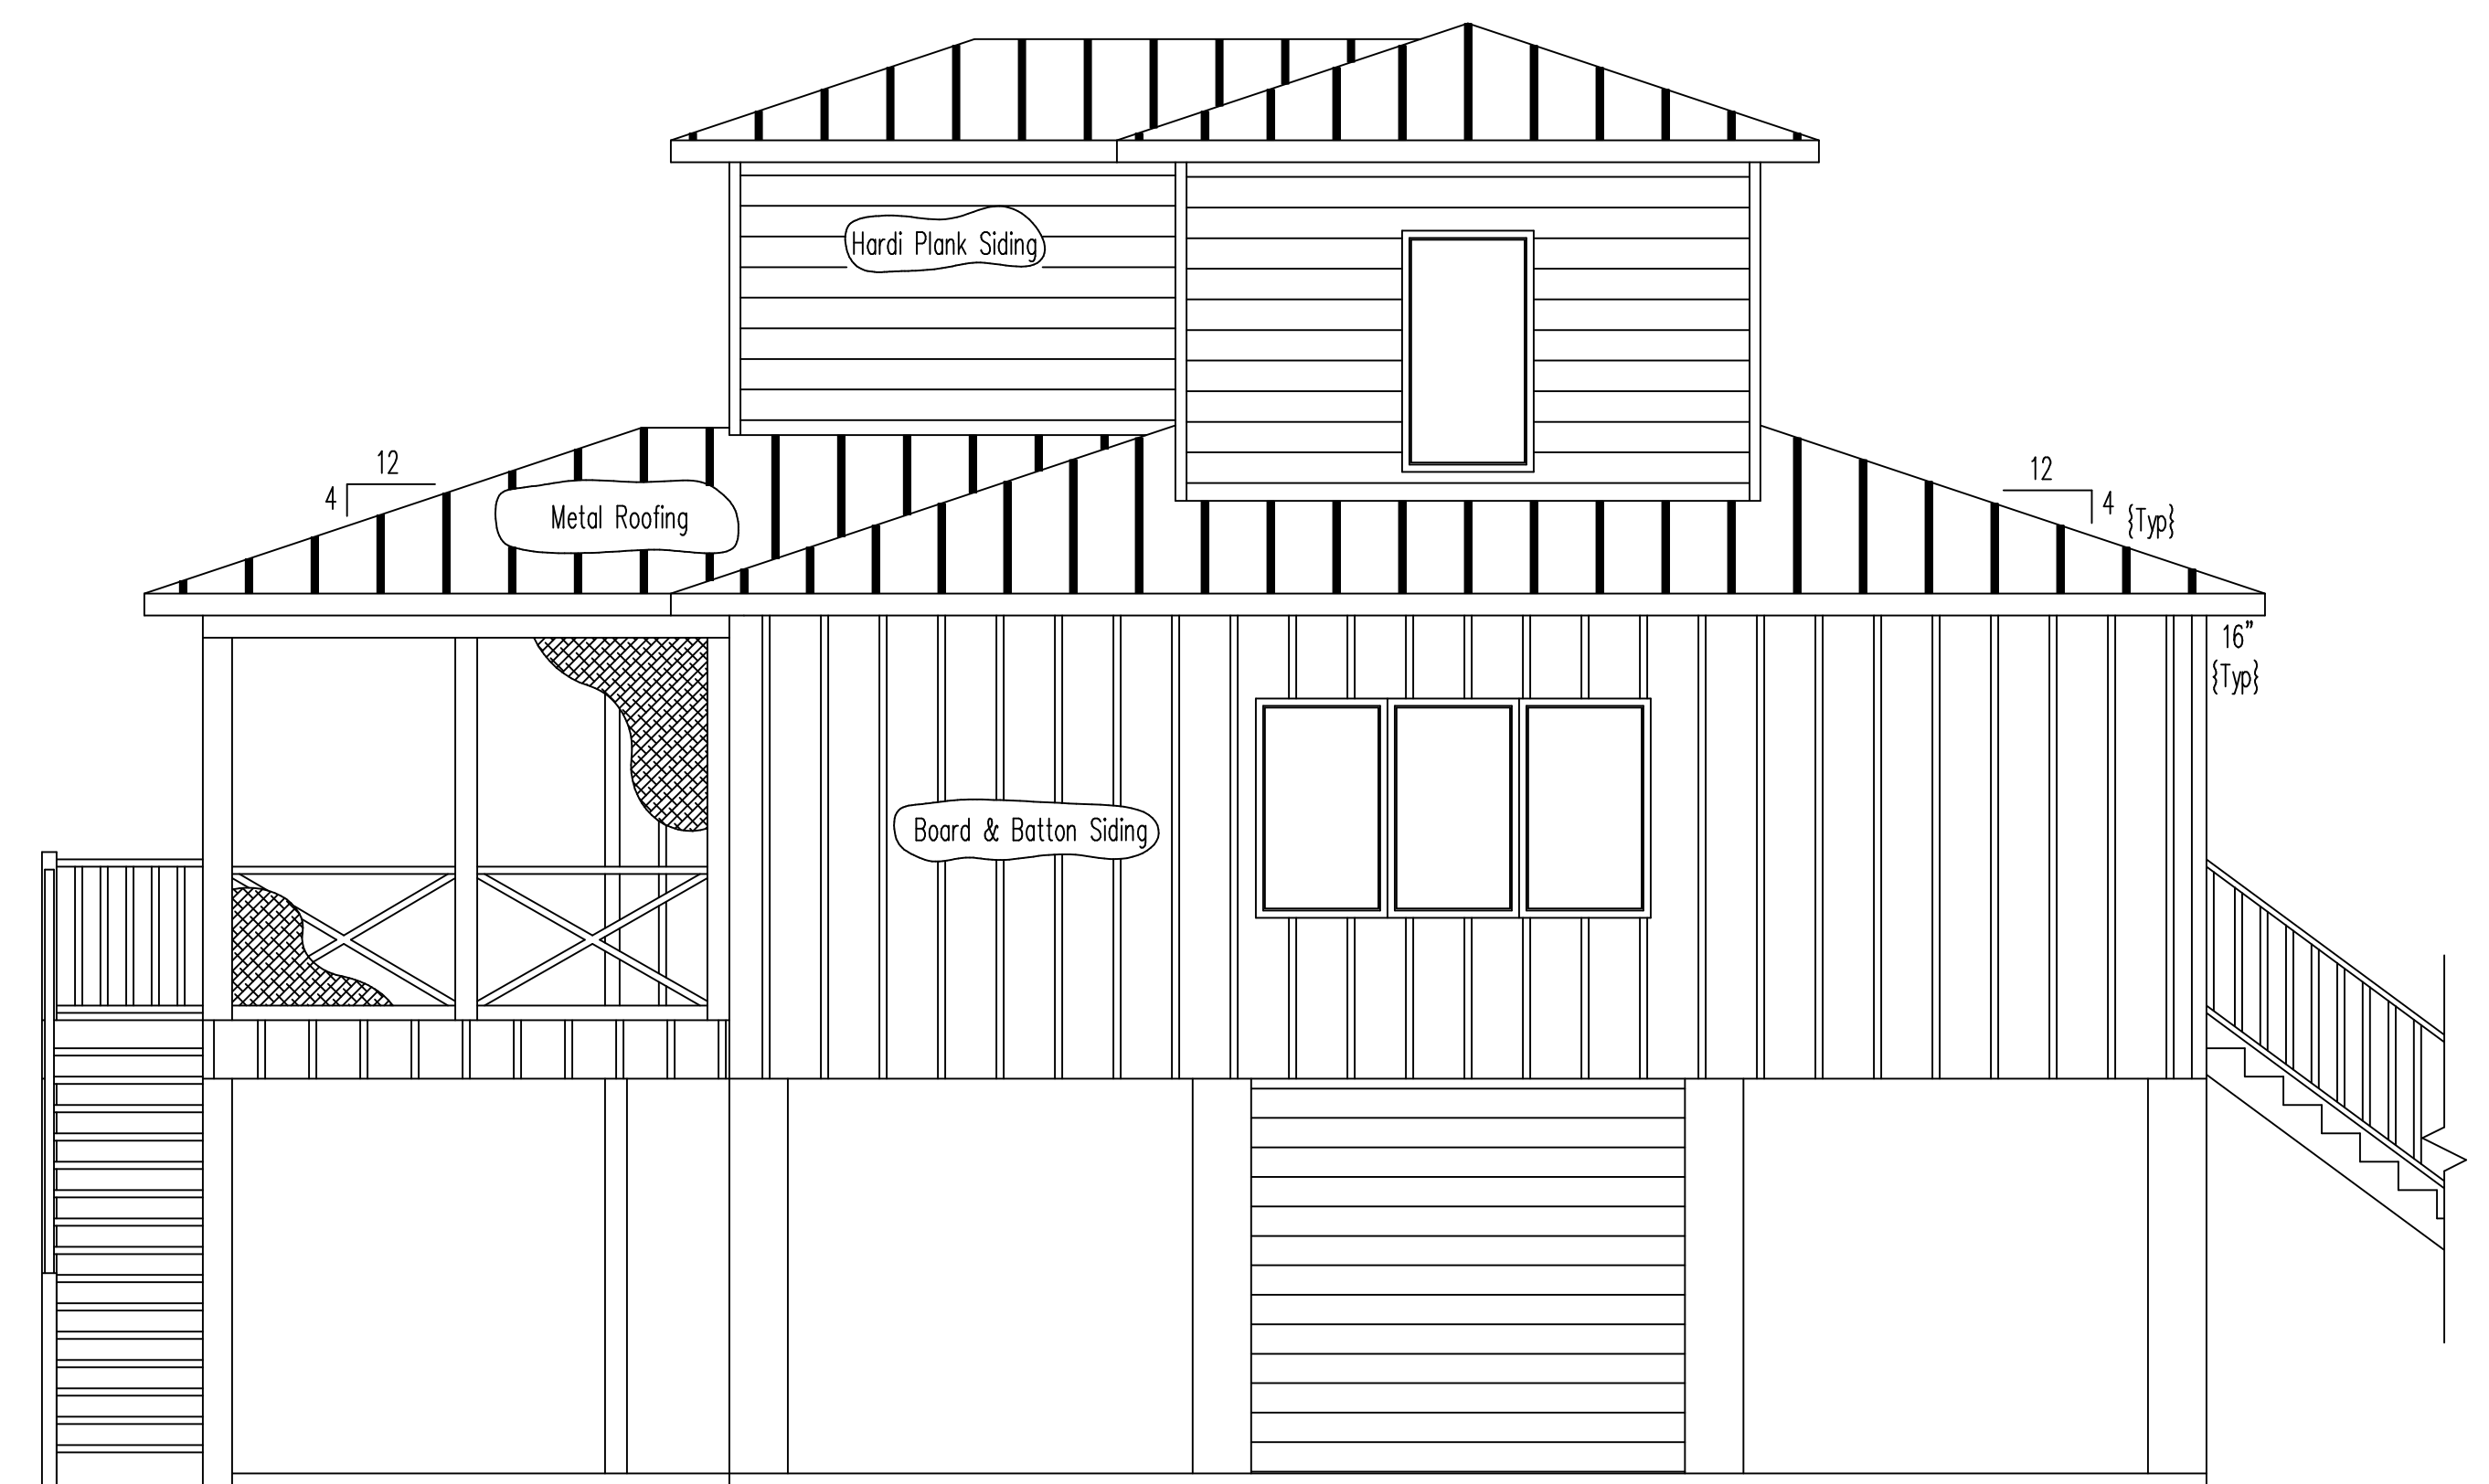 Hardi Plank Siding
12
4
Metal Roofing
12
4
{Typ}
16”
{Typ}
Board & Batton Siding